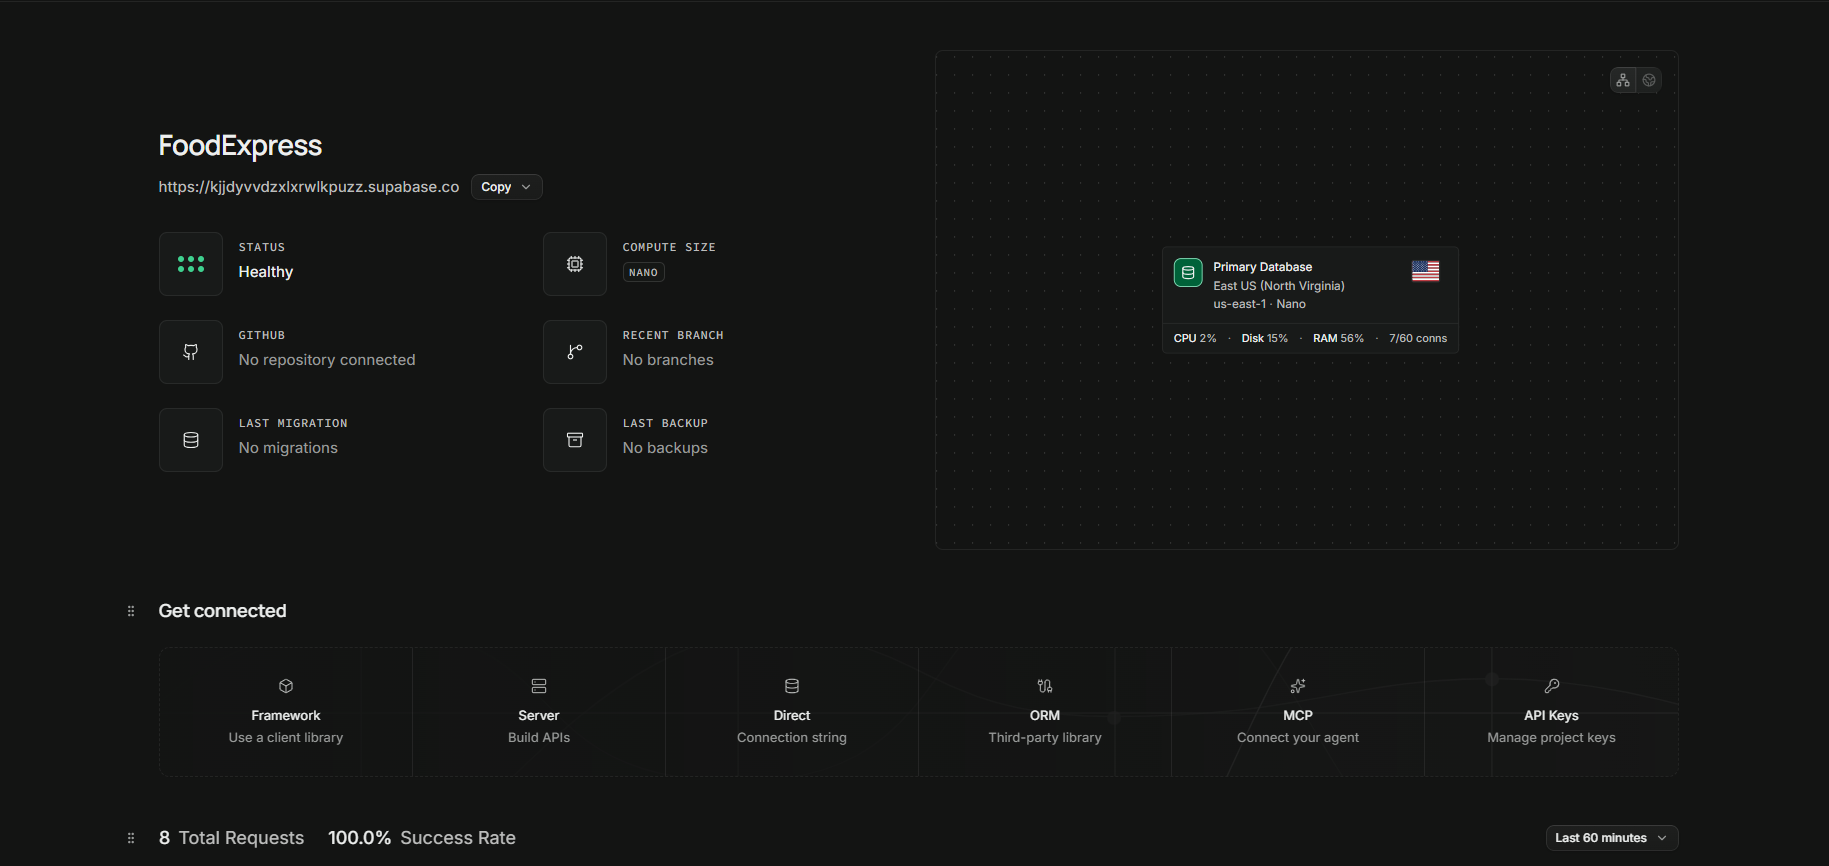 FoodExpress
https://kjjdyvvdzxlxrwlkpuzz.supabase.co Copy
STATUS
Healthy
COMPUTE SIZE
NANO
GITHUB
No repository connected
RECENT BRANCH
No branches
LAST MIGRATION
No migrations
LAST BACKUP
No backups
Primary Database
East US (North Virginia)
us-east-1 · Nano
CPU 2% · Disk 15% · RAM 56% · 7/60 conns
Get connected
Framework
Use a client library
Server
Build APIs
Direct
Connection string
ORM
Third-party library
MCP
Connect your agent
API Keys
Manage project keys
8 Total Requests 100.0% Success Rate
Last 60 minutes